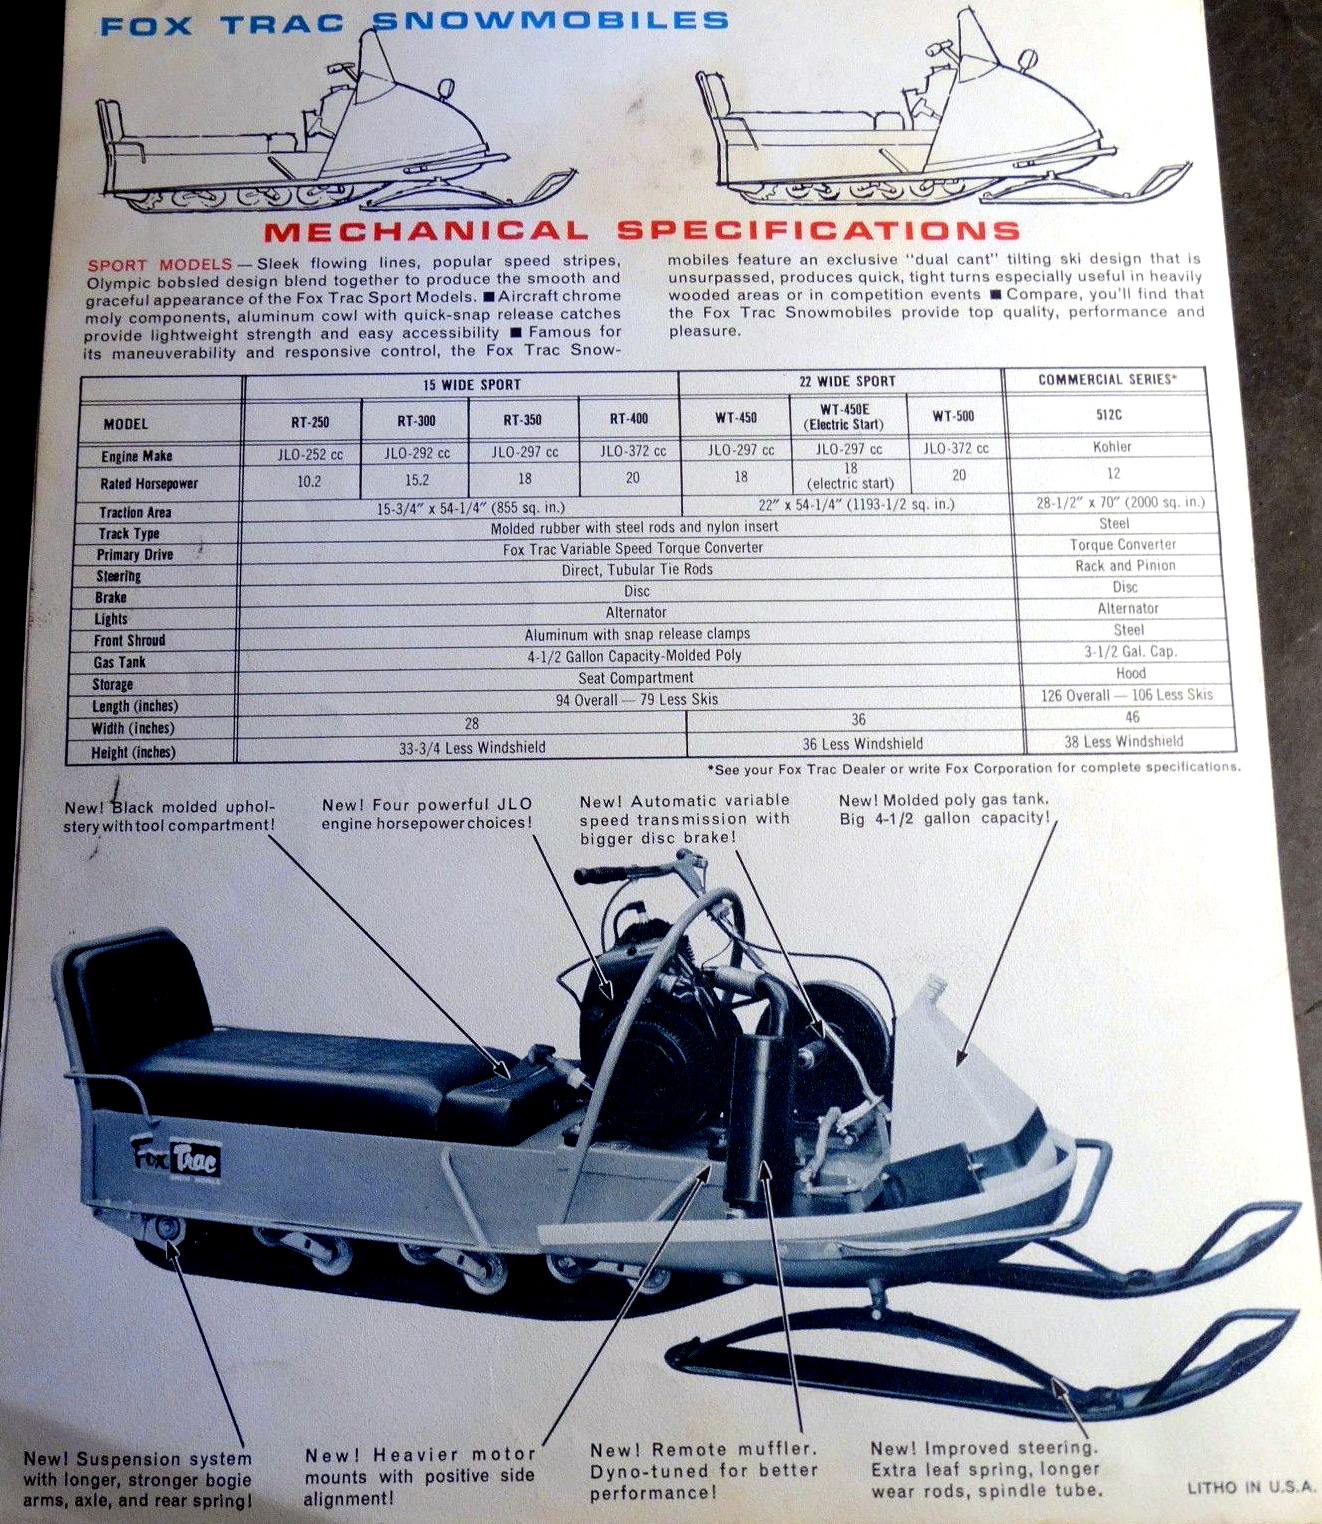 FOX TRAC SNOWMOBILES
MECHANICAL SPECIFICATIONS
SPORT MODELS — Sleek flowing lines, popular speed stripes,
Olympic bobsled design blend together to produce the smooth and
graceful appearance of the Fox Trac Sport Models. ■ Aircraft chrome
moly components, aluminum cowl with quick-snap release catches
provide lightweight strength and easy accessibility ■ Famous for
its maneuverability and responsive control, the Fox Trac Snow-
mobiles feature an exclusive "dual cant" tilting ski design that is
unsurpassed, produces quick, tight turns especially useful in heavily
wooded areas or in competition events ■ Compare, you'll find that
the Fox Trac Snowmobiles provide top quality, performance and
pleasure.
15 WIDE SPORT 22 WIDE SPORT COMMERCIAL SERIES*
MODEL RT-250 RT-300 RT-350 RT-400 WT-450 WT-450E (Electric Start) WT-500 512C
Engine Make JLO-252 cc JLO-292 cc JLO-297 cc JLO-372 cc JLO-297 cc JLO-297 cc JLO-372 cc Kohler
Rated Horsepower 10.2 15.2 18 20 18 18 (electric start) 20 12
Traction Area 15-3/4" x 54-1/4" (855 sq. in.) 22" x 54-1/4" (1193-1/2 sq. in.) 28-1/2" x 70" (2000 sq. in.)
Track Type Molded rubber with steel rods and nylon insert Steel
Primary Drive Fox Trac Variable Speed Torque Converter Torque Converter
Steering Direct, Tubular Tie Rods Rack and Pinion
Brake Disc Disc
Lights Alternator Alternator
Front Shroud Aluminum with snap release clamps Steel
Gas Tank 4-1/2 Gallon Capacity-Molded Poly 3-1/2 Gal. Cap.
Storage Seat Compartment Hood
Length (inches) 94 Overall — 79 Less Skis 126 Overall — 106 Less Skis
Width (inches) 28 36 46
Height (inches) 33-3/4 Less Windshield 36 Less Windshield 38 Less Windshield
*See your Fox Trac Dealer or write Fox Corporation for complete specifications.
New! Black molded uphol-
stery with tool compartment!
New! Four powerful JLO
engine horsepower choices!
New! Automatic variable
speed transmission with
bigger disc brake!
New! Molded poly gas tank.
Big 4-1/2 gallon capacity!
Fox Trac
New! Suspension system
with longer, stronger bogie
arms, axle, and rear spring!
New! Heavier motor
mounts with positive side
alignment!
New! Remote muffler.
Dyno-tuned for better
performance!
New! Improved steering.
Extra leaf spring, longer
wear rods, spindle tube.
LITHO IN U.S.A.